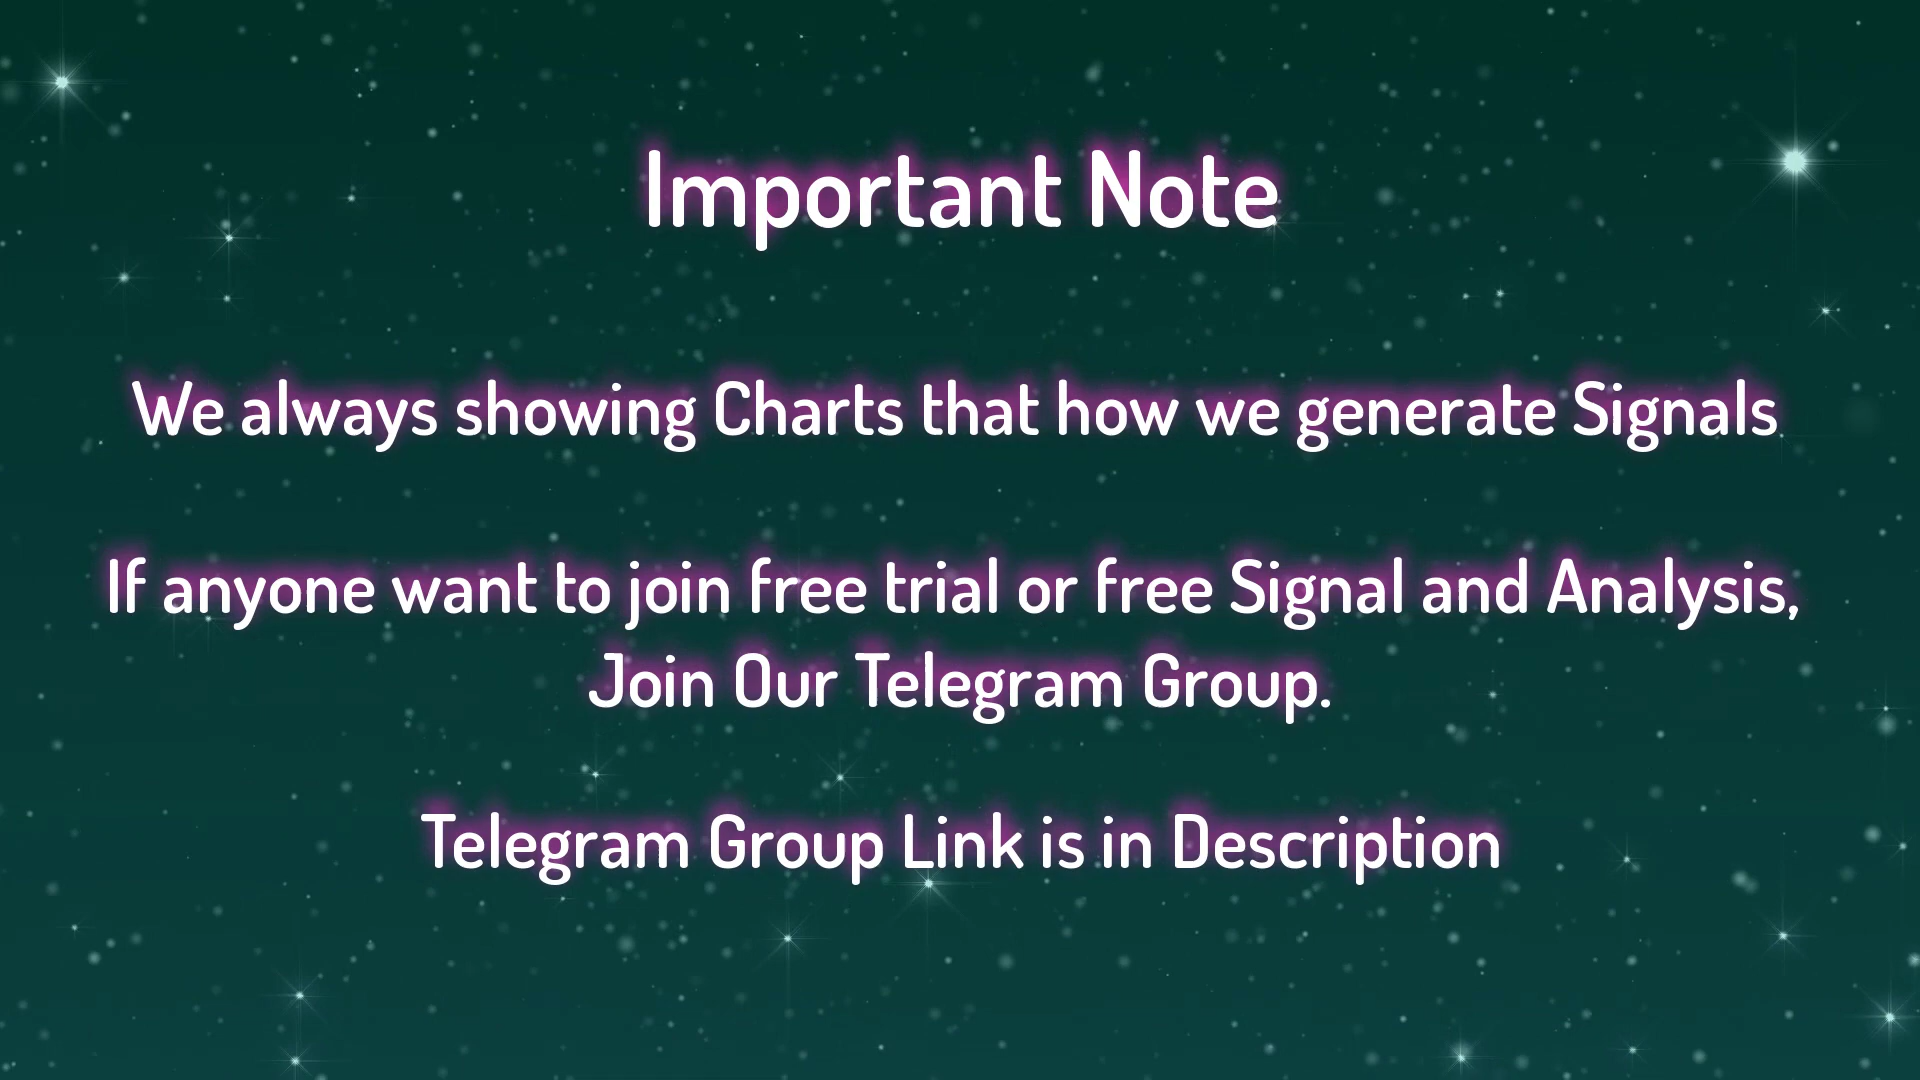 Important Note
We always showing Charts that how we generate Signals
If anyone want to join free trial or free Signal and Analysis,
Join Our Telegram Group.
Telegram Group Link is in Description